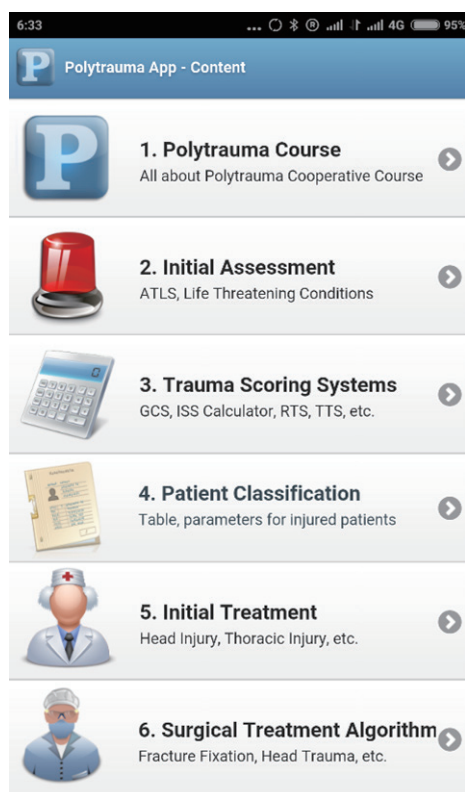 6:33 ... ® 4G 95%
P Polytrauma App - Content
P
1. Polytrauma Course
All about Polytrauma Cooperative Course
2. Initial Assessment
ATLS, Life Threatening Conditions
3. Trauma Scoring Systems
GCS, ISS Calculator, RTS, TTS, etc.
4. Patient Classification
Table, parameters for injured patients
5. Initial Treatment
Head Injury, Thoracic Injury, etc.
6. Surgical Treatment Algorithm
Fracture Fixation, Head Trauma, etc.